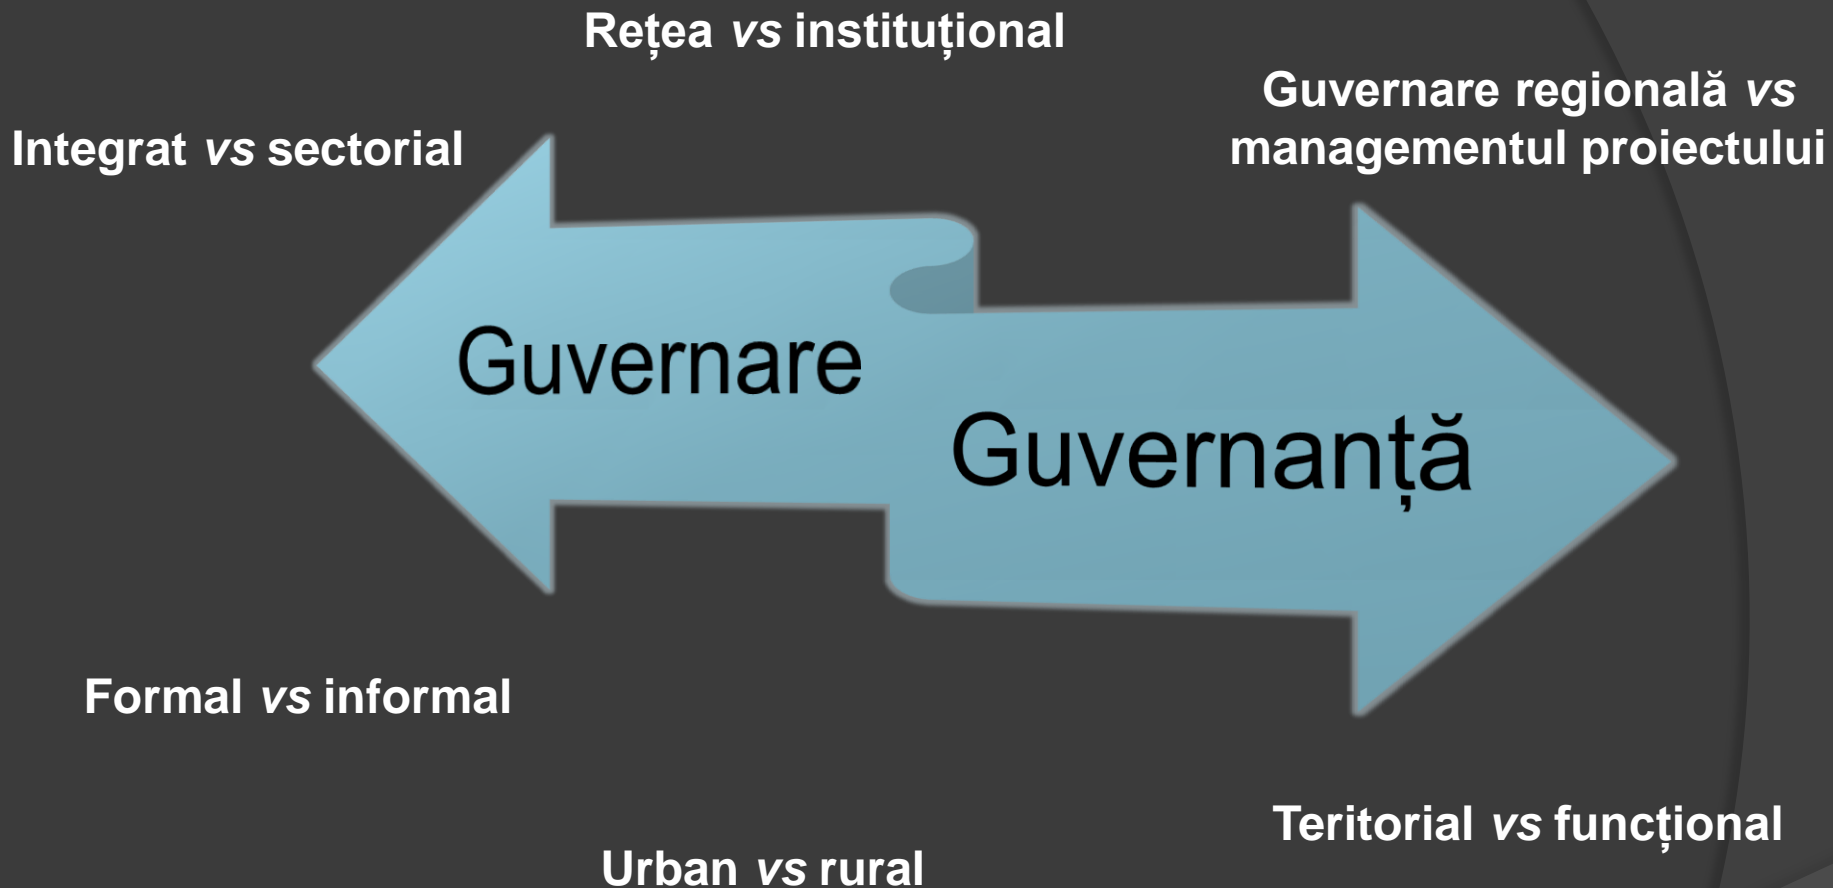 Rețea vs instituțional
Guvernare regională vs
managementul proiectului
Integrat vs sectorial
Guvernare
Guvernanță
Formal vs informal
Teritorial vs funcțional
Urban vs rural